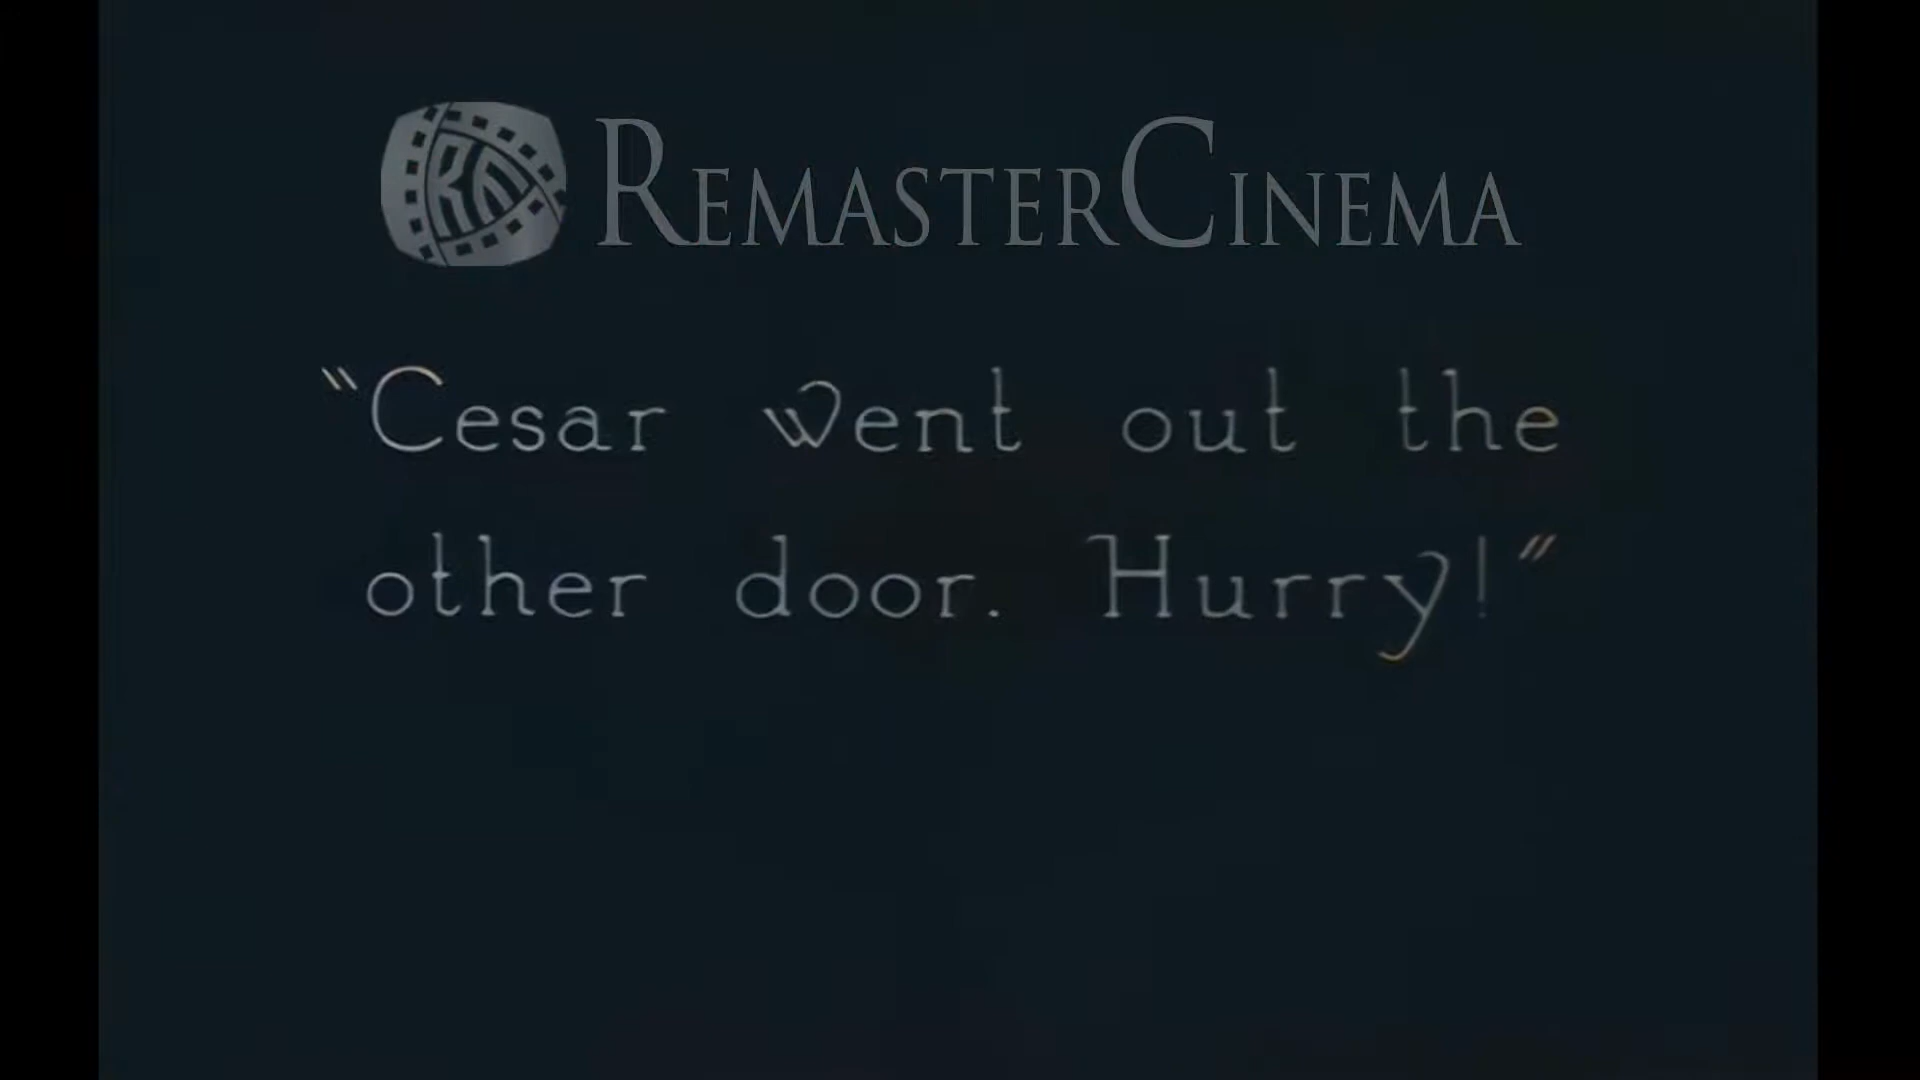 REMASTERCINEMA
“Cesar went out the
other door. Hurry!”